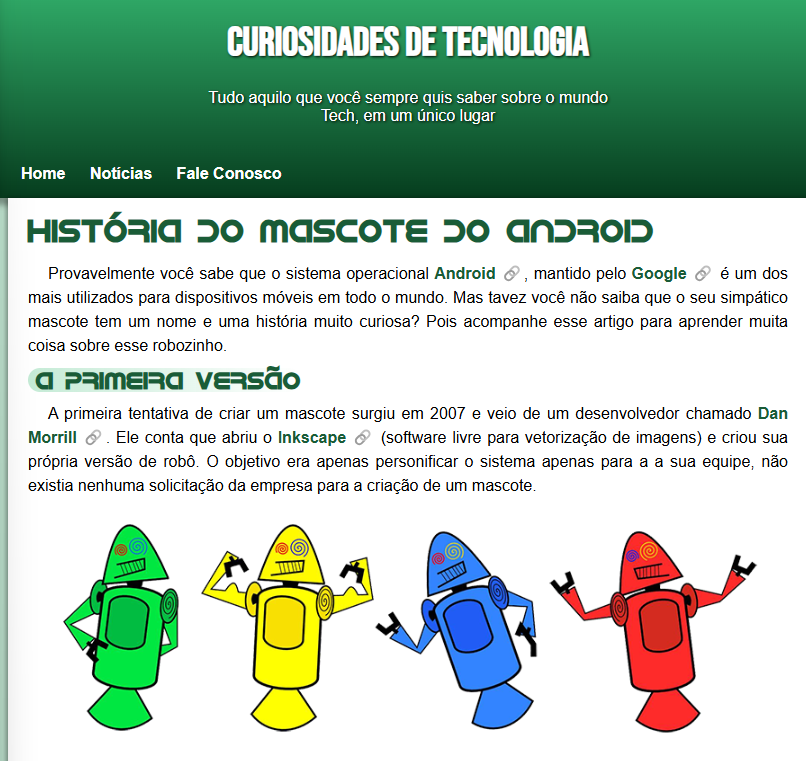 CURIOSIDADES DE TECNOLOGIA
Tudo aquilo que você sempre quis saber sobre o mundo
Tech, em um único lugar
Home Notícias Fale Conosco
HISTÓRIA DO MASCOTE DO ANDROID
Provavelmente você sabe que o sistema operacional Android , mantido pelo Google é um dos
mais utilizados para dispositivos móveis em todo o mundo. Mas tavez você não saiba que o seu simpático
mascote tem um nome e uma história muito curiosa? Pois acompanhe esse artigo para aprender muita
coisa sobre esse robozinho.
A PRIMEIRA VERSÃO
A primeira tentativa de criar um mascote surgiu em 2007 e veio de um desenvolvedor chamado Dan
Morrill . Ele conta que abriu o Inkscape (software livre para vetorização de imagens) e criou sua
própria versão de robô. O objetivo era apenas personificar o sistema apenas para a a sua equipe, não
existia nenhuma solicitação da empresa para a criação de um mascote.